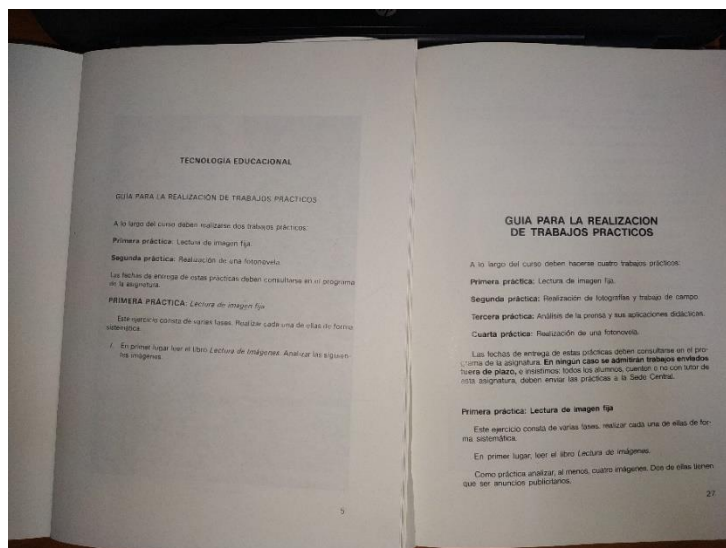 TECNOLOGÍA EDUCACIONAL
GUIA PARA LA REALIZACIÓN DE TRABAJOS PRACTICOS
A lo largo del curso deben realizarse dos trabajos prácticos:
Primera práctica: Lectura de imagen fija.
Segunda práctica: Realización de una fotonovela.
Las fechas de entrega de estas prácticas deben consultarse en el programa
de la asignatura.
PRIMERA PRÁCTICA: Lectura de imagen fija.
Este ejercicio consta de varias fases. Realizar cada una de ellas de forma
sistemática.
1. En primer lugar leer el libro Lectura de Imágenes. Analizar las siguien-
tes imágenes.
5
GUIA PARA LA REALIZACION
DE TRABAJOS PRACTICOS
A lo largo del curso deben hacerse cuatro trabajos prácticos:
Primera práctica: Lectura de imagen fija.
Segunda práctica: Realización de fotografías y trabajo de campo.
Tercera práctica: Análisis de la prensa y sus aplicaciones didácticas.
Cuarta práctica: Realización de una fotonovela.
Las fechas de entrega de estas prácticas deben consultarse en el pro-
grama de la asignatura. En ningún caso se admitirán trabajos enviados
fuera de plazo, e insistimos: todos los alumnos, cuenten o no con tutor de
esta asignatura, deben enviar las prácticas a la Sede Central.
Primera práctica: Lectura de imagen fija
Este ejercicio consta de varias fases, realizar cada una de ellas de for-
ma sistemática.
En primer lugar, leer el libro Lectura de imágenes.
Como práctica analizar, al menos, cuatro imágenes. Dos de ellas tienen
que ser anuncios publicitarios.
27